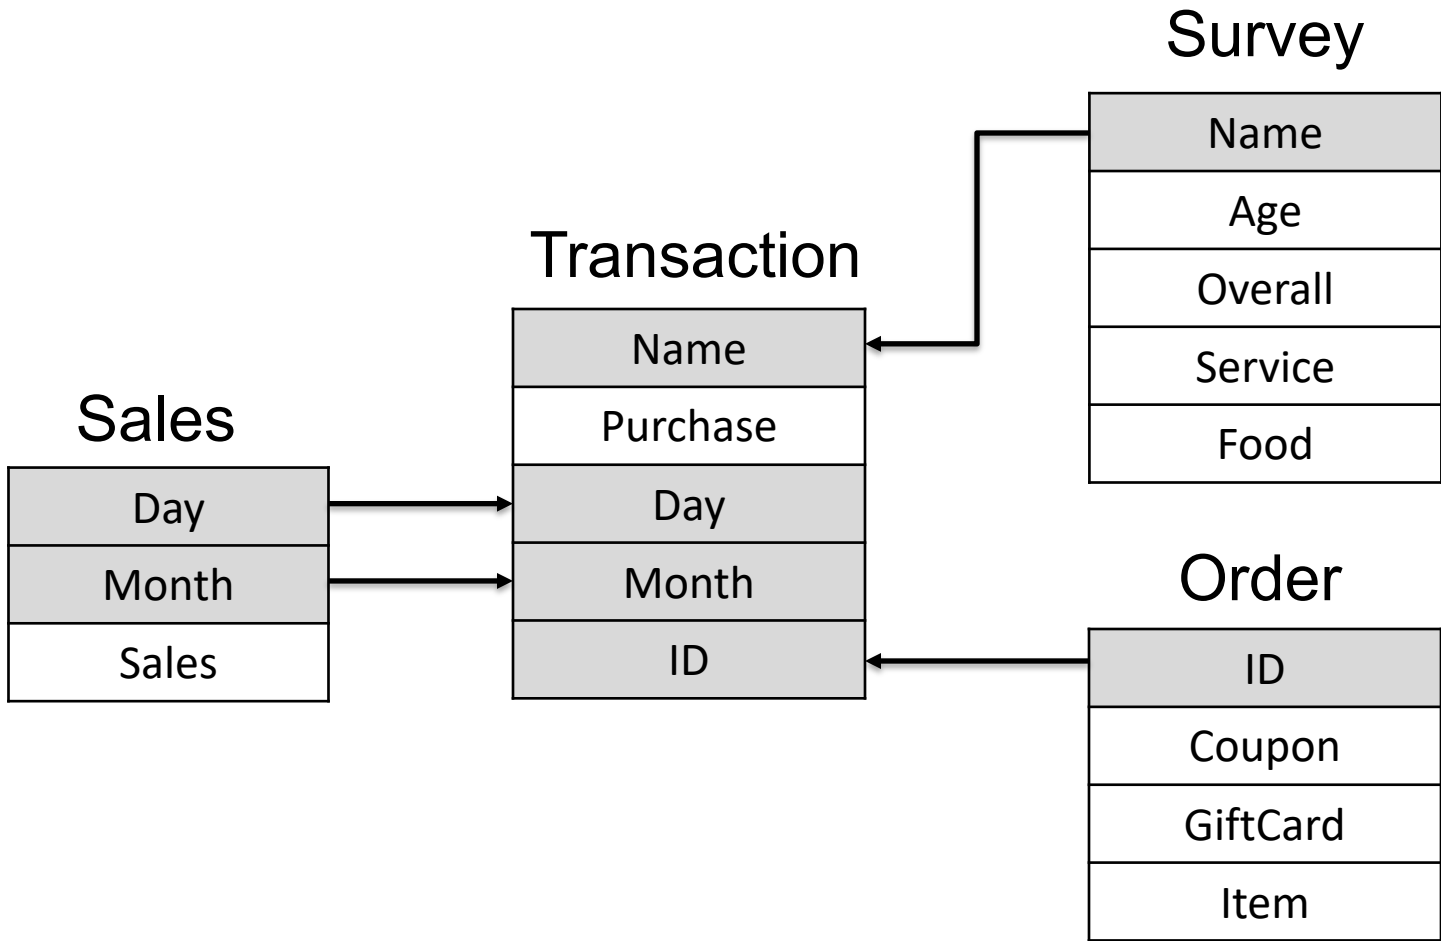 Sales
Day
Month
Sales
Transaction
Name
Purchase
Day
Month
ID
Survey
Name
Age
Overall
Service
Food
Order
ID
Coupon
GiftCard
Item